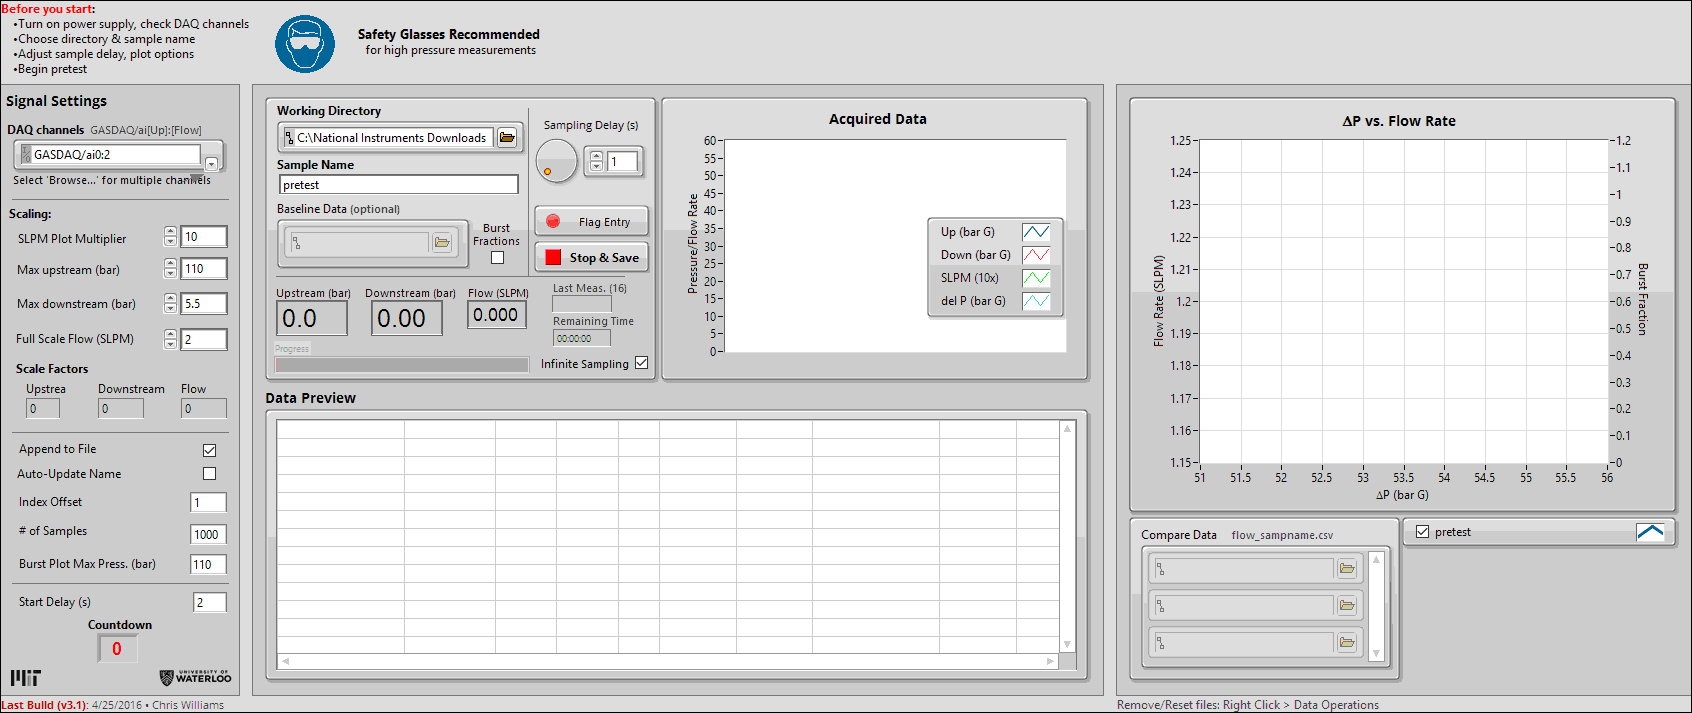 Before you start:
•Turn on power supply, check DAQ channels
•Choose directory & sample name
•Adjust sample delay, plot options
•Begin pretest
Safety Glasses Recommended
for high pressure measurements
Signal Settings
DAQ channels GASDAQ/ai[Up]:[Flow]
GASDAQ/ai0:2
Select 'Browse...' for multiple channels
Scaling:
SLPM Plot Multiplier 10
Max upstream (bar) 110
Max downstream (bar) 5.5
Full Scale Flow (SLPM) 2
Scale Factors
Upstrea Downstream Flow
0 0 0
Append to File
Auto-Update Name
Index Offset 1
# of Samples 1000
Burst Plot Max Press. (bar) 110
Start Delay (s) 2
Countdown
0
MIT
UNIVERSITY OF
WATERLOO
Last Build (v3.1): 4/25/2016 • Chris Williams
Working Directory
C:\National Instruments Downloads
Sample Name
pretest
Baseline Data (optional)
Burst
Fractions
Sampling Delay (s)
1
Flag Entry
Stop & Save
Upstream (bar) Downstream (bar) Flow (SLPM)
0.0 0.00 0.000
Last Meas. (16)
Remaining Time
00:00:00
Progress
Infinite Sampling
Acquired Data
Pressure/Flow Rate
60
55
50
45
40
35
30
25
20
15
10
5
0
Up (bar G)
Down (bar G)
SLPM (10x)
del P (bar G)
Data Preview
ΔP vs. Flow Rate
Flow Rate (SLPM)
1.25
1.24
1.23
1.22
1.21
1.2
1.19
1.18
1.17
1.16
1.15
51 51.5 52 52.5 53 53.5 54 54.5 55 55.5 56
ΔP (bar G)
1.2
1.1
1
0.9
0.8
0.7
0.6
0.5
0.4
0.3
0.2
0.1
0
Burst Fraction
Compare Data flow_sampname.csv
pretest
Remove/Reset files: Right Click > Data Operations